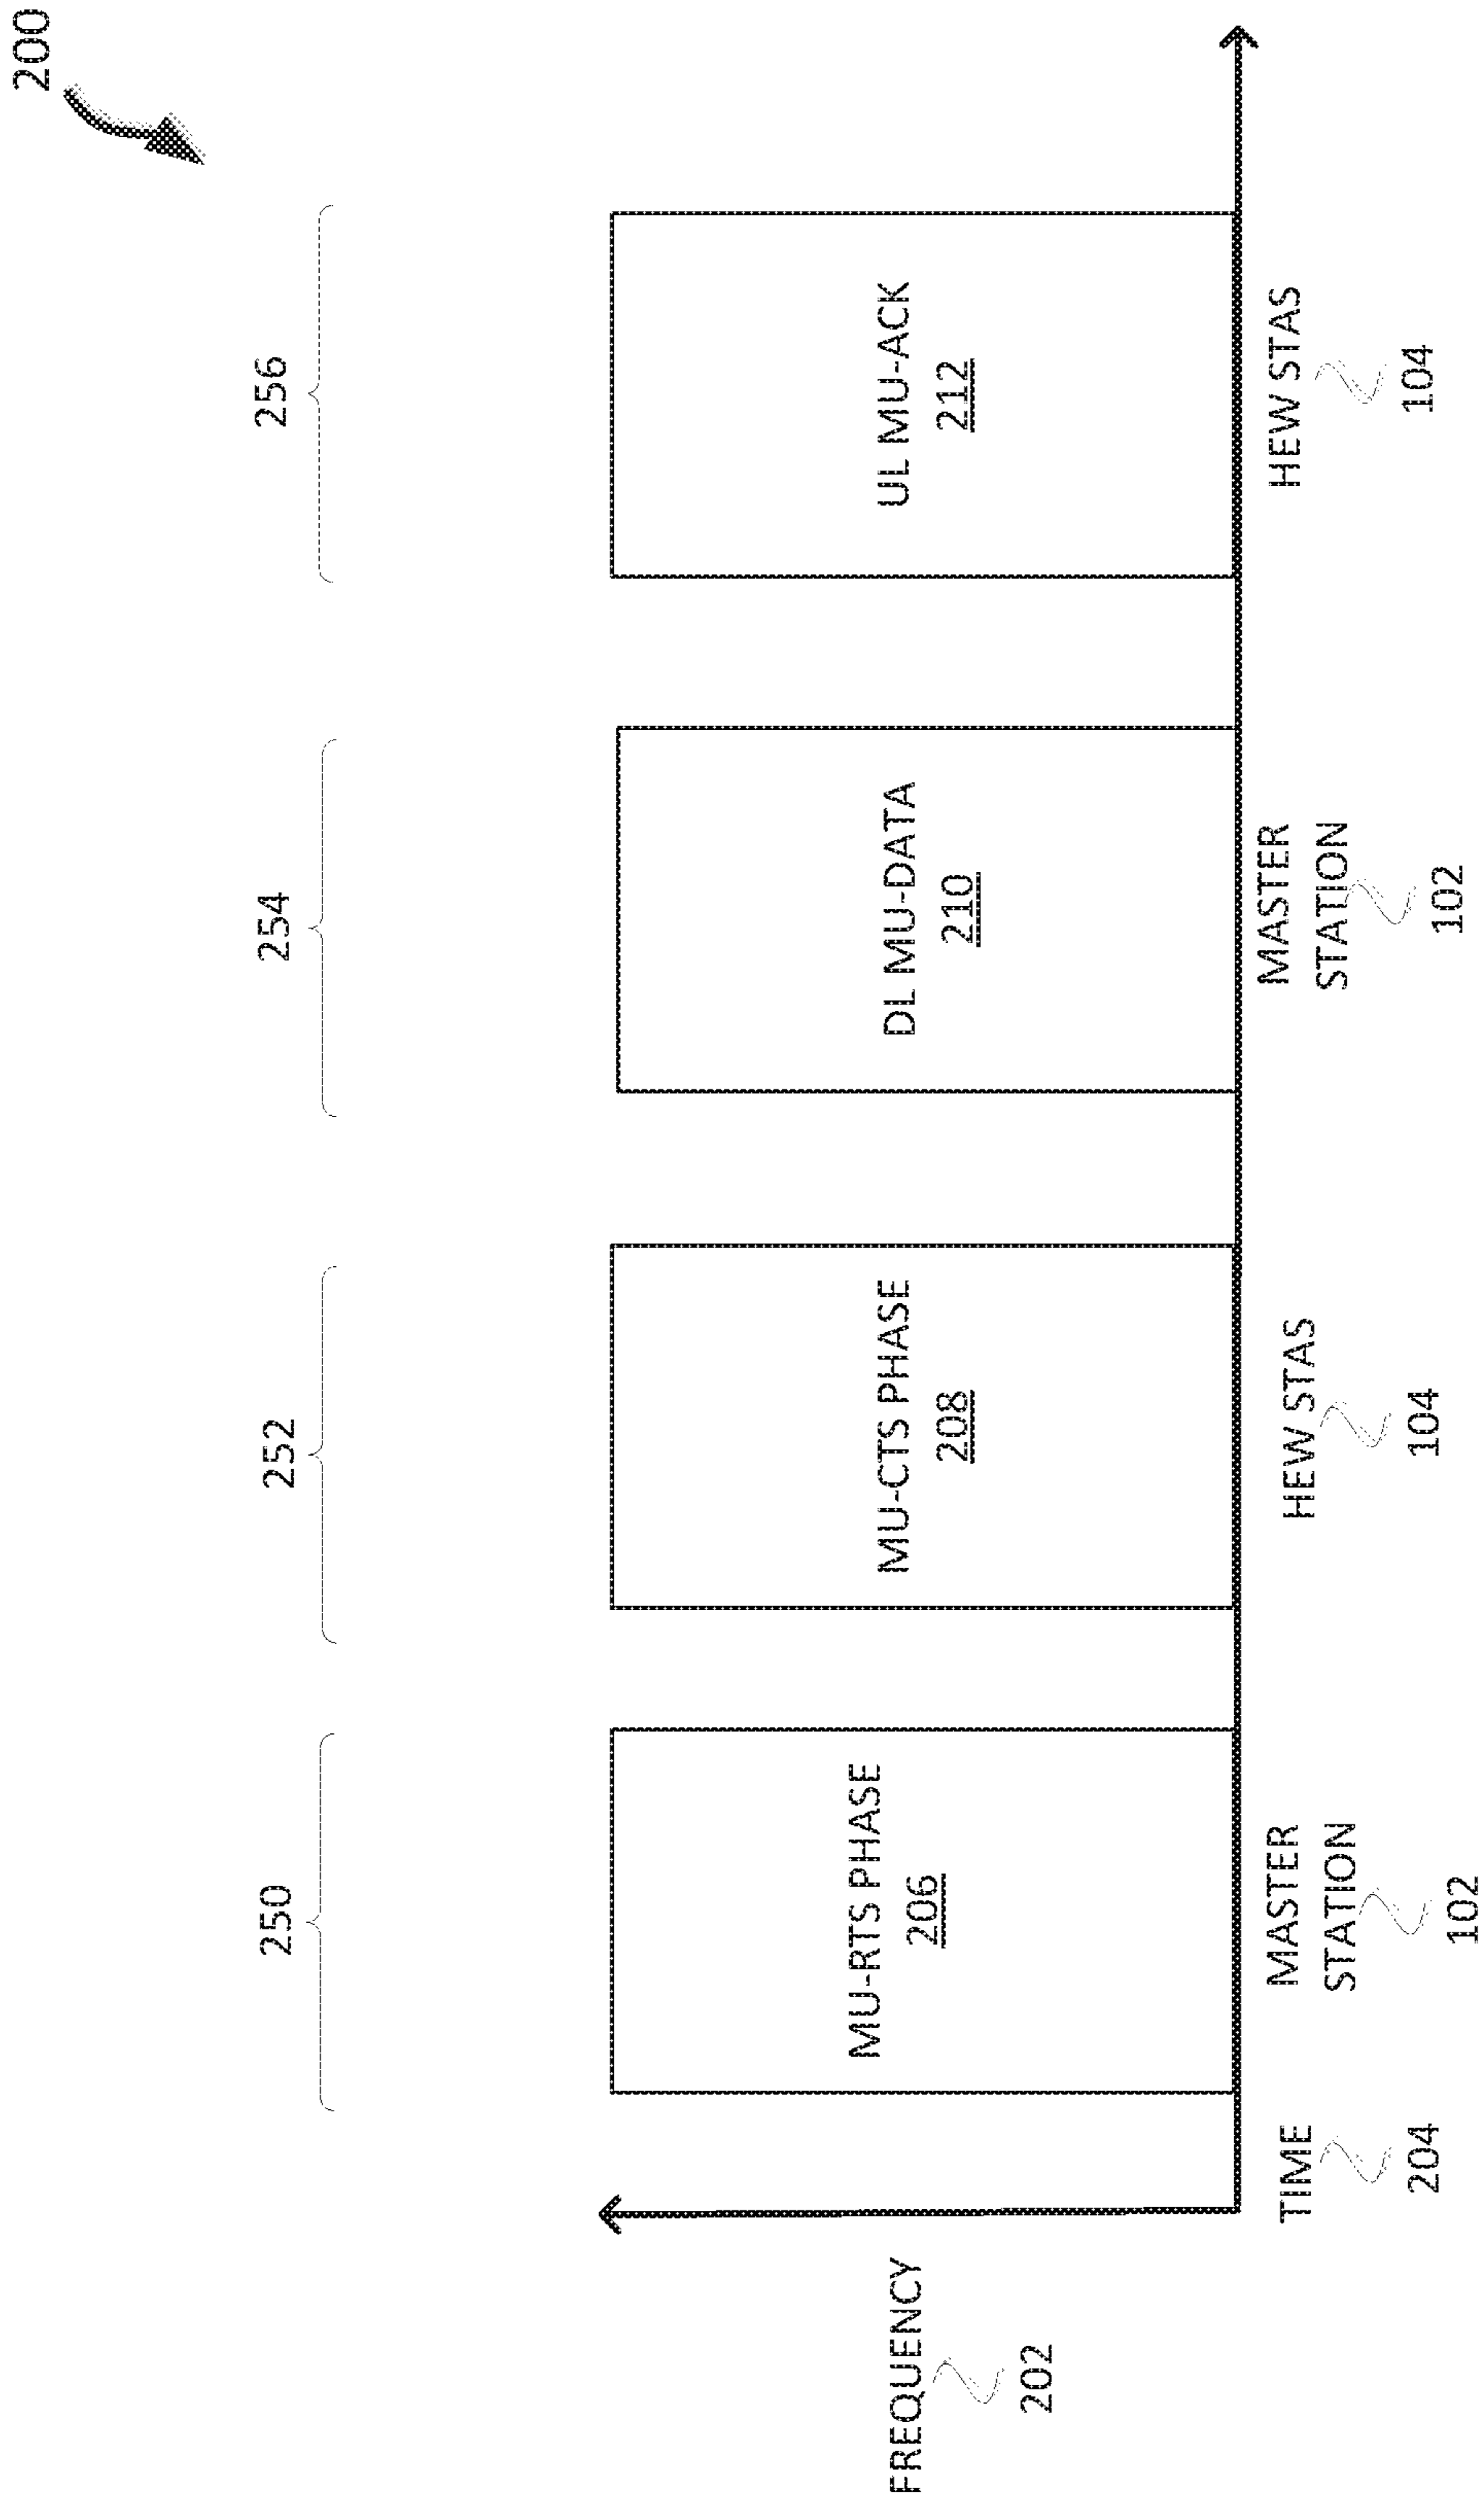 200
250
252
254
256
MU-RTS PHASE
206
MU-CTS PHASE
208
DL MU-DATA
210
UL MU-ACK
212
FREQUENCY
202
TIME
204
MASTER
STATION
102
HEW STAS
104
MASTER
STATION
102
HEW STAS
104